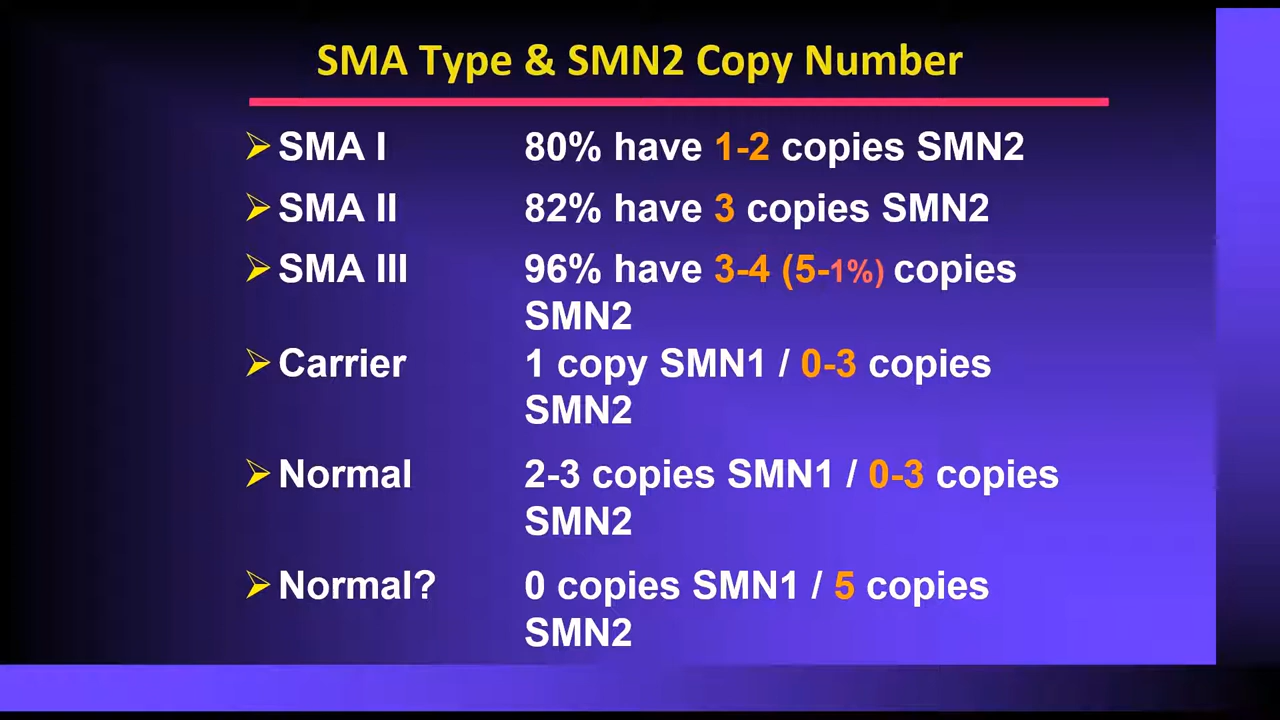 SMA Type & SMN2 Copy Number
SMA I 80% have 1-2 copies SMN2
SMA II 82% have 3 copies SMN2
SMA III 96% have 3-4 (5-1%) copies
SMN2
Carrier 1 copy SMN1 / 0-3 copies
SMN2
Normal 2-3 copies SMN1 / 0-3 copies
SMN2
Normal? 0 copies SMN1 / 5 copies
SMN2